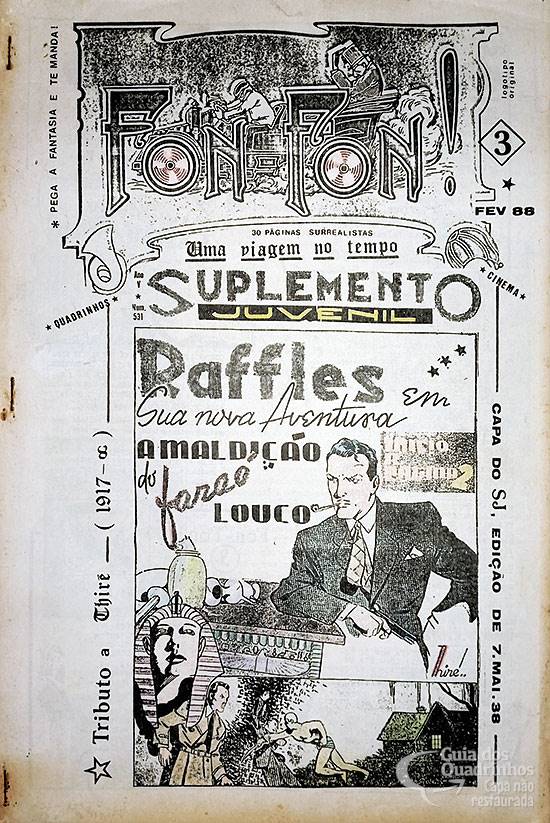 * PEGA A FANTASIA E TE MANDA!
FON-FON!
logotipo
original
3
FEV 88
30 PÁGINAS SURREALISTAS
Uma viagem no tempo
* QUADRINHOS *
* CINEMA *
Ano
V
Num.
531
SUPLEMENTO
JUVENIL
Raffles
em
Sua nova Aventura
A MALDIÇÃO
do faraó
LOUCO
Thiré!..
Tributo a Thiré — (1917-∞)
CAPA DO SJ, EDIÇÃO DE 7.MAI.38
Guia dos
Quadrinhos
Capa não
restaurada